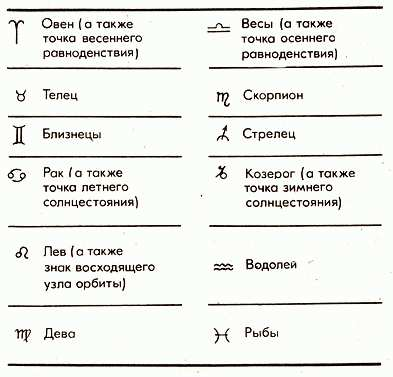 ♈ Овен (а также
точка весеннего
равноденствия)
♎ Весы (а также
точка осеннего
равноденствия)
♉ Телец
♏ Скорпион
♊ Близнецы
♐ Стрелец
♋ Рак (а также
точка летнего
солнцестояния)
♑ Козерог (а также
точка зимнего
солнцестояния)
♌ Лев (а также
знак восходящего
узла орбиты)
♒ Водолей
♍ Дева
♓ Рыбы